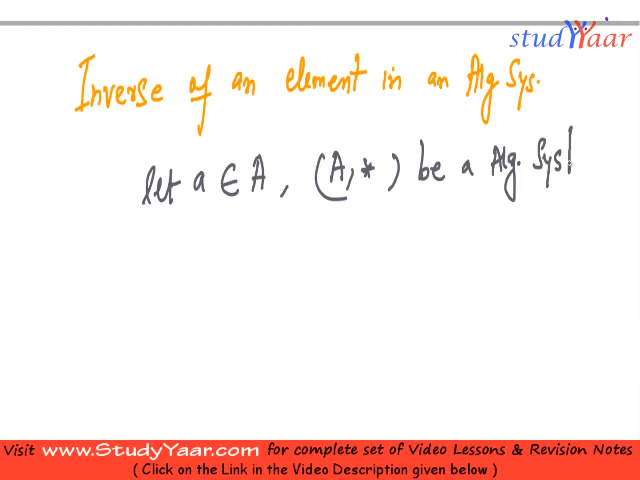 studYYaar
Inverse of an element in an Alg Sys.
let a ∈ A, (A, *) be a Alg. Sys
Visit www.StudyYaar.com for complete set of Video Lessons & Revision Notes
( Click on the Link in the Video Description given below )